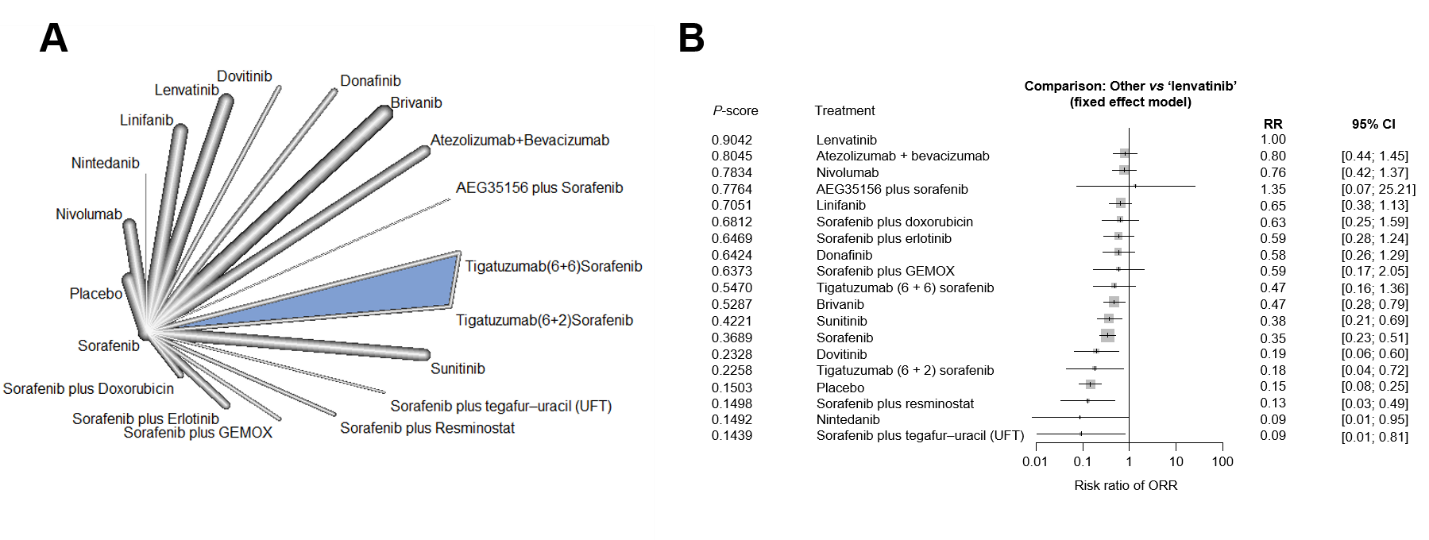 A
Dovitinib
Donafinib
Lenvatinib
Brivanib
Linifanib
Atezolizumab+Bevacizumab
Nintedanib
AEG35156 plus Sorafenib
Nivolumab
Tigatuzumab(6+6)Sorafenib
Placebo
Tigatuzumab(6+2)Sorafenib
Sorafenib
Sunitinib
Sorafenib plus Doxorubicin
Sorafenib plus tegafur–uracil (UFT)
Sorafenib plus Erlotinib
Sorafenib plus Resminostat
Sorafenib plus GEMOX
B
Comparison: Other vs ‘lenvatinib’
(fixed effect model)
P-score Treatment RR 95% CI
0.9042 Lenvatinib 1.00
0.8045 Atezolizumab + bevacizumab 0.80 [0.44; 1.45]
0.7834 Nivolumab 0.76 [0.42; 1.37]
0.7764 AEG35156 plus sorafenib 1.35 [0.07; 25.21]
0.7051 Linifanib 0.65 [0.38; 1.13]
0.6812 Sorafenib plus doxorubicin 0.63 [0.25; 1.59]
0.6469 Sorafenib plus erlotinib 0.59 [0.28; 1.24]
0.6424 Donafinib 0.58 [0.26; 1.29]
0.6373 Sorafenib plus GEMOX 0.59 [0.17; 2.05]
0.5470 Tigatuzumab (6 + 6) sorafenib 0.47 [0.16; 1.36]
0.5287 Brivanib 0.47 [0.28; 0.79]
0.4221 Sunitinib 0.38 [0.21; 0.69]
0.3689 Sorafenib 0.35 [0.23; 0.51]
0.2328 Dovitinib 0.19 [0.06; 0.60]
0.2258 Tigatuzumab (6 + 2) sorafenib 0.18 [0.04; 0.72]
0.1503 Placebo 0.15 [0.08; 0.25]
0.1498 Sorafenib plus resminostat 0.13 [0.03; 0.49]
0.1492 Nintedanib 0.09 [0.01; 0.95]
0.1439 Sorafenib plus tegafur–uracil (UFT) 0.09 [0.01; 0.81]
0.01 0.1 1 10 100
Risk ratio of ORR